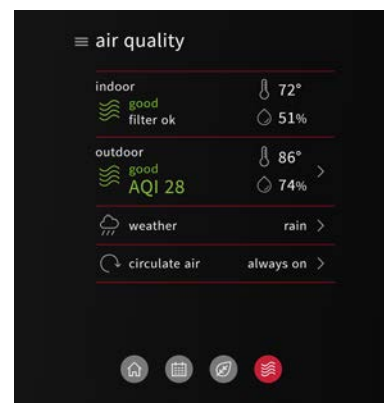 air quality
indoor
good
filter ok
72°
51%
outdoor
good
AQI 28
86°
74%
weather rain
circulate air always on